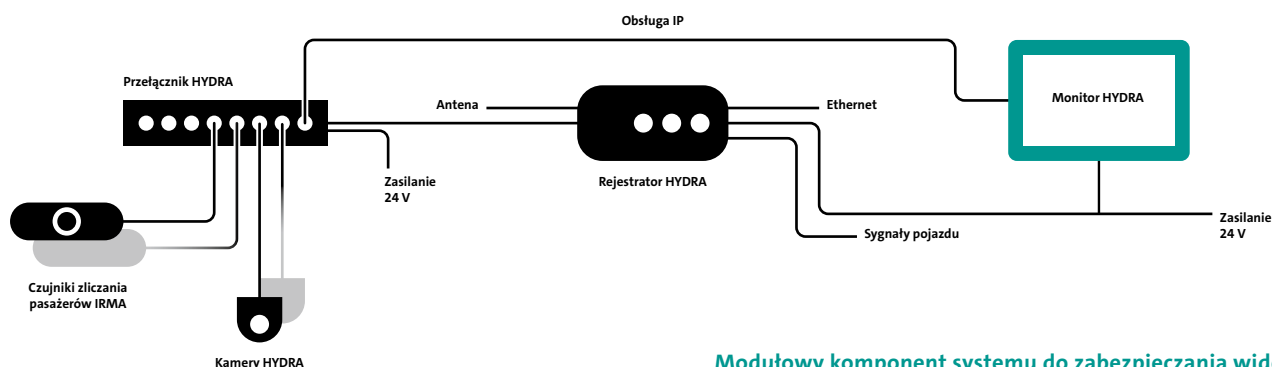 Obsługa IP
Przełącznik HYDRA
Monitor HYDRA
Antena
Ethernet
Zasilanie
24 V
Rejestrator HYDRA
Zasilanie
24 V
Sygnały pojazdu
Czujniki zliczania
pasażerów IRMA
Kamery HYDRA
Modułowy komponent systemu do zabezpieczania